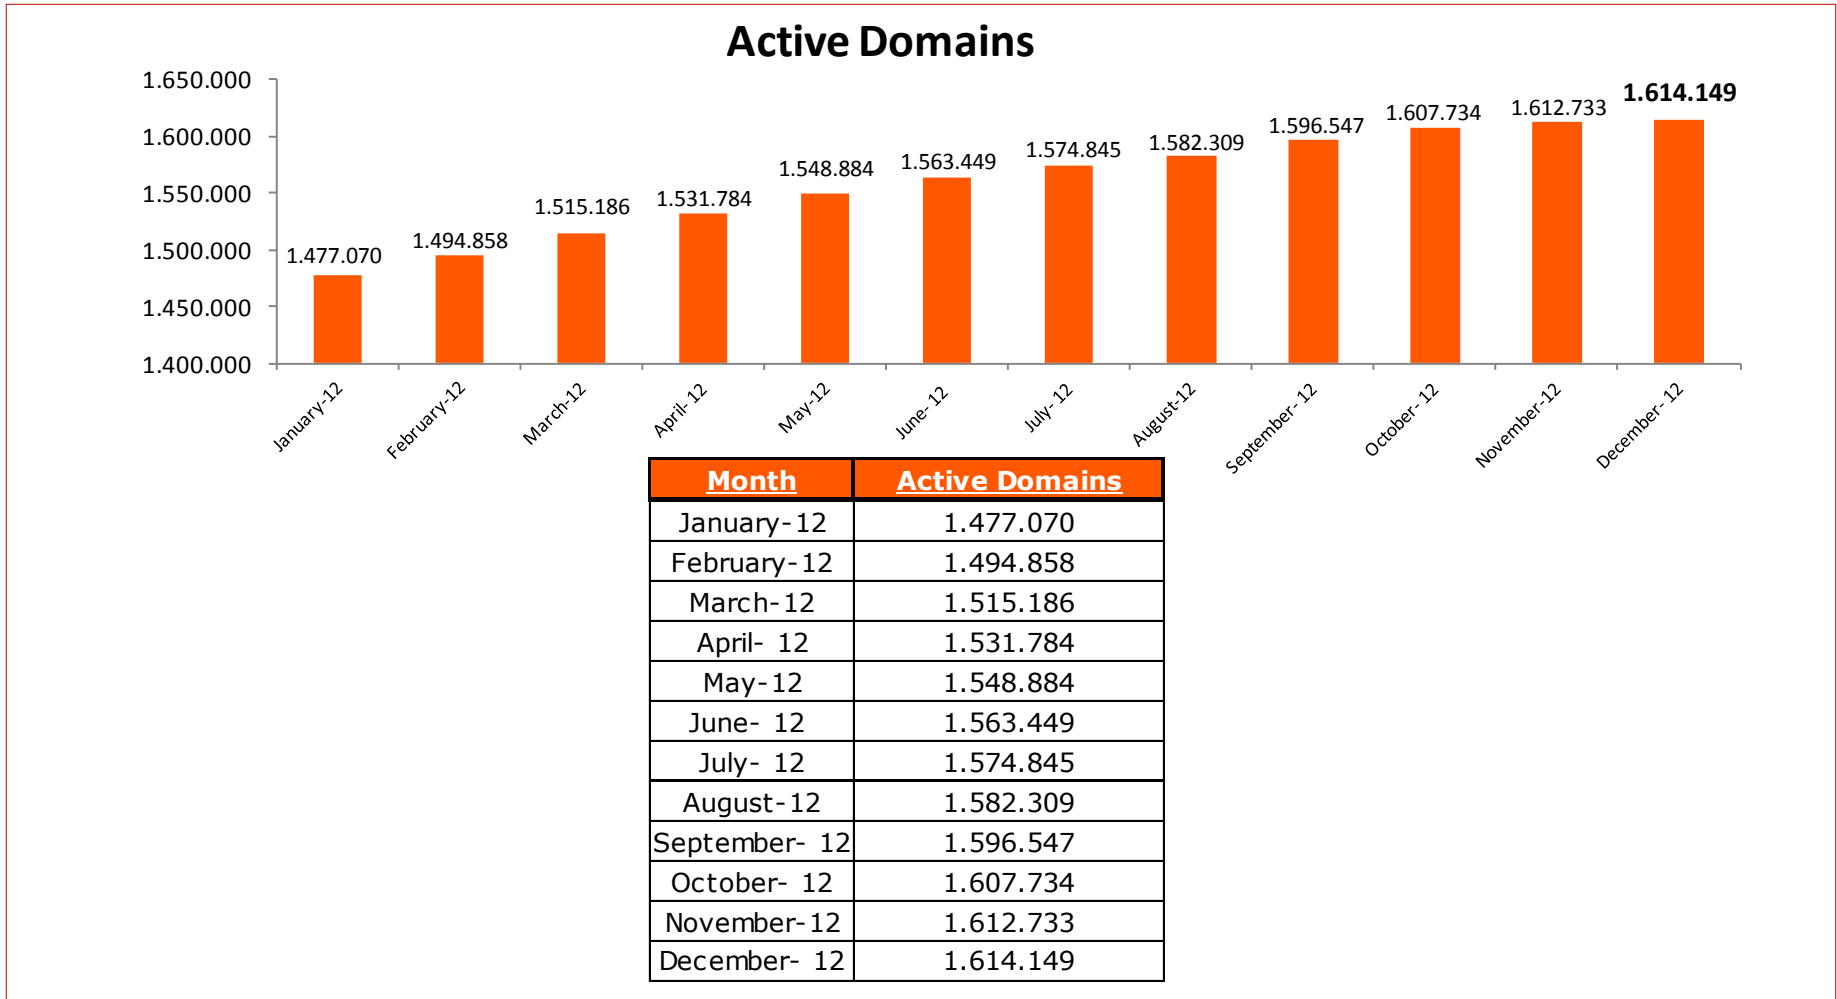 Active Domains
1.650.000
1.600.000
1.550.000
1.500.000
1.450.000
1.400.000
1.477.070
1.494.858
1.515.186
1.531.784
1.548.884
1.563.449
1.574.845
1.582.309
1.596.547
1.607.734
1.612.733
1.614.149
January-12
February-12
March-12
April- 12
May-12
June- 12
July- 12
August-12
September- 12
October- 12
November-12
December- 12
Month Active Domains
January-12 1.477.070
February-12 1.494.858
March-12 1.515.186
April- 12 1.531.784
May-12 1.548.884
June- 12 1.563.449
July- 12 1.574.845
August-12 1.582.309
September- 12 1.596.547
October- 12 1.607.734
November-12 1.612.733
December- 12 1.614.149